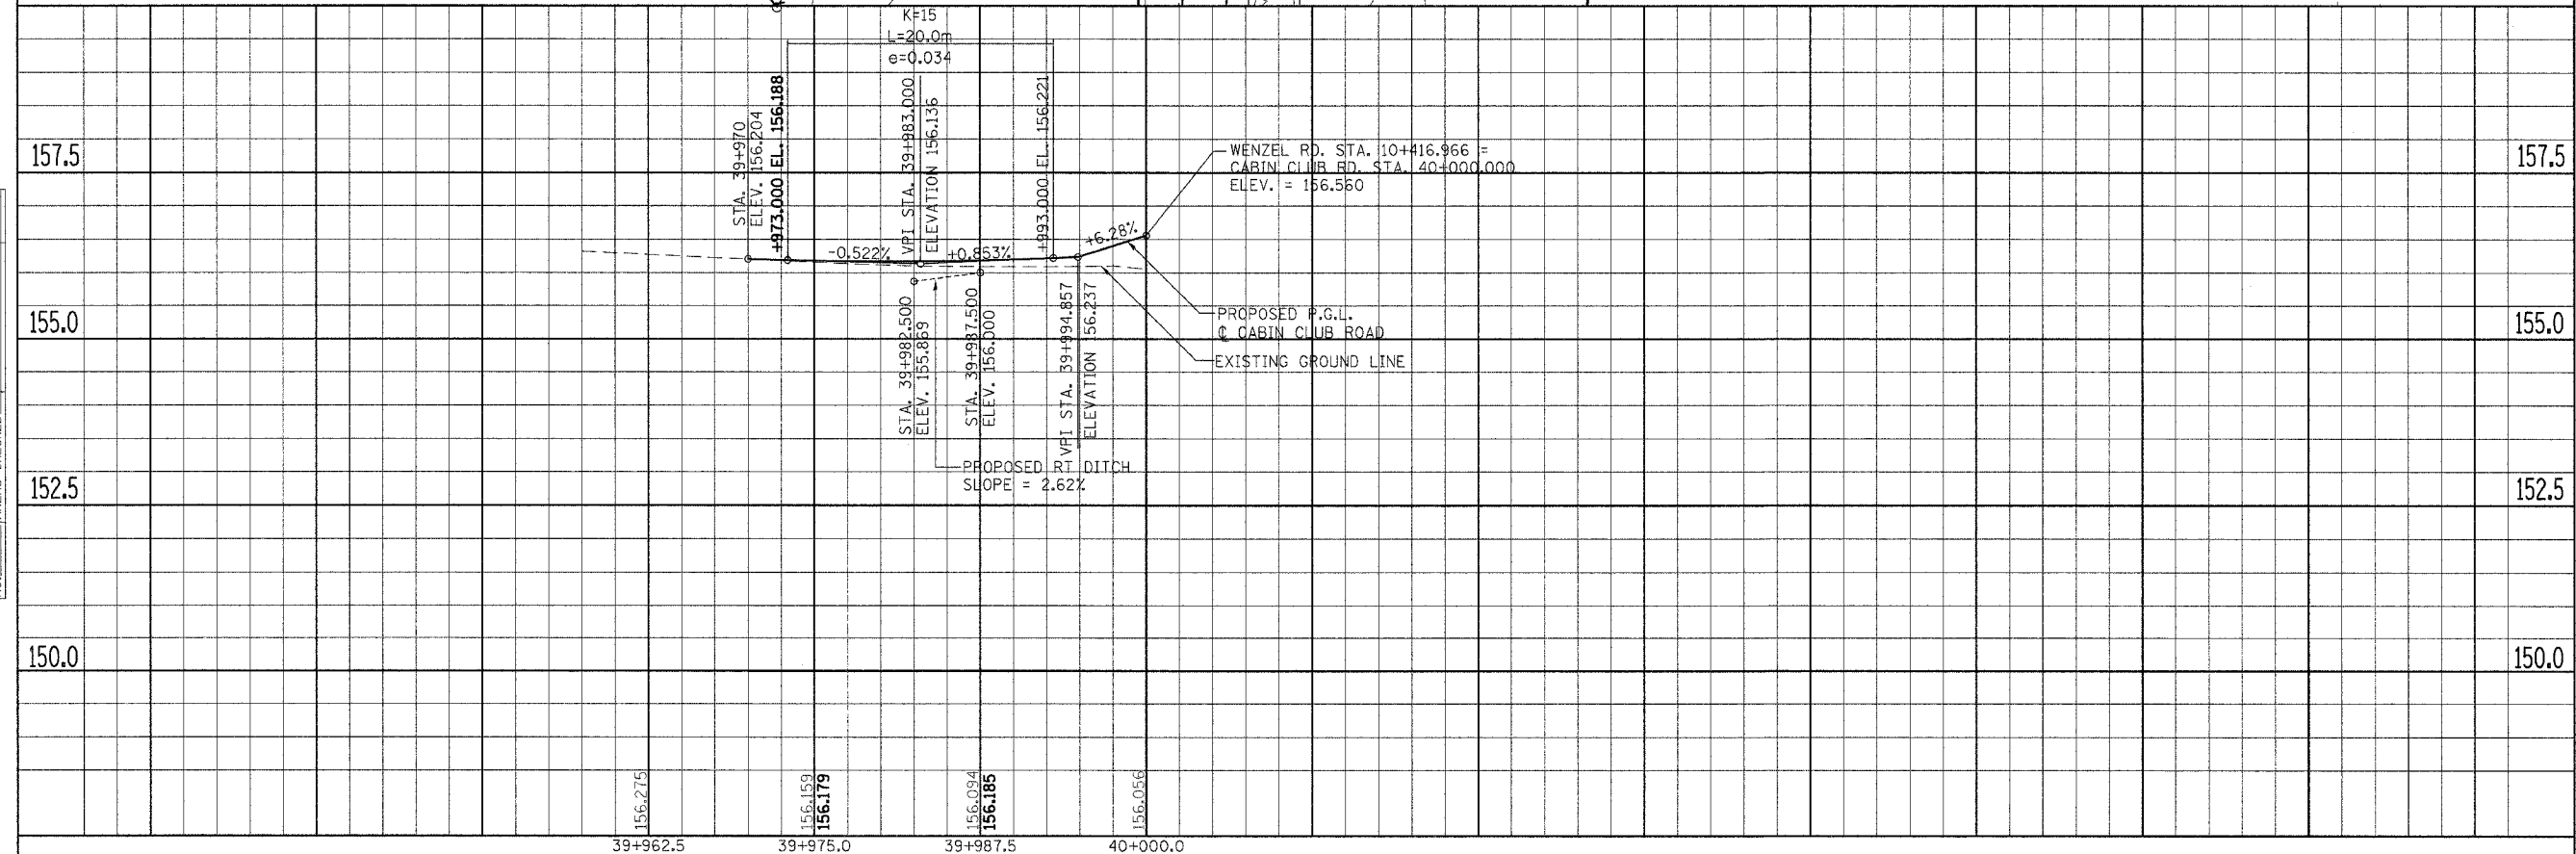 K=15
L=20.0m
e=0.034
STA. 39+970
ELEV. 156.204
+973.000 EL. 156.188
VPI STA. 39+983.000
ELEVATION 156.136
+993.000 EL. 156.221
WENZEL RD. STA. 10+416.966 =
CABIN CLUB RD. STA. 40+000.000
ELEV. = 156.560
157.5
157.5
-0.522%
+0.853%
+6.28%
STA. 39+982.500
ELEV. 155.869
STA. 39+987.500
ELEV. 156.000
VPI STA. 39+994.857
ELEVATION 156.237
PROPOSED P.G.L.
℄ CABIN CLUB ROAD
EXISTING GROUND LINE
155.0
155.0
PROPOSED RT DITCH
SLOPE = 2.62%
152.5
152.5
150.0
150.0
156.275
156.159
156.179
156.094
156.185
156.056
39+962.5
39+975.0
39+987.5
40+000.0